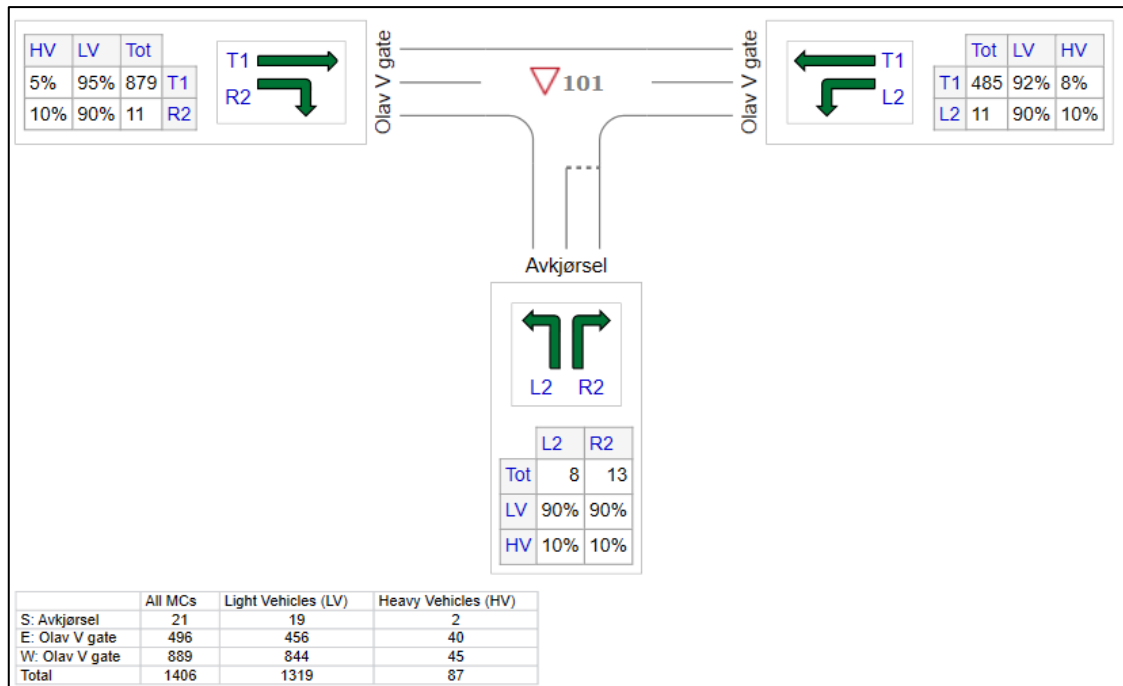 HV LV Tot
5% 95% 879 T1
10% 90% 11 R2
T1
R2
Olav V gate
101
Olav V gate
T1
L2
Tot LV HV
T1 485 92% 8%
L2 11 90% 10%
Avkjørsel
L2 R2
L2 R2
Tot 8 13
LV 90% 90%
HV 10% 10%
All MCs Light Vehicles (LV) Heavy Vehicles (HV)
S: Avkjørsel 21 19 2
E: Olav V gate 496 456 40
W: Olav V gate 889 844 45
Total 1406 1319 87